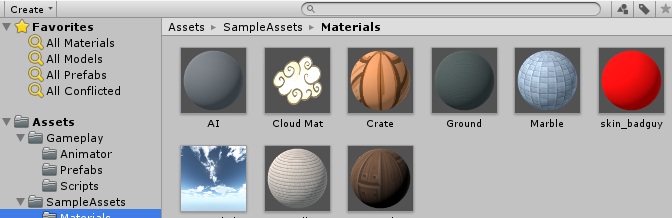 Create
Assets ▸ SampleAssets ▸ Materials
Favorites
All Materials
All Models
All Prefabs
All Conflicted
Assets
Gameplay
Animator
Prefabs
Scripts
SampleAssets
Materials
AI
Cloud Mat
Crate
Ground
Marble
skin_badguy